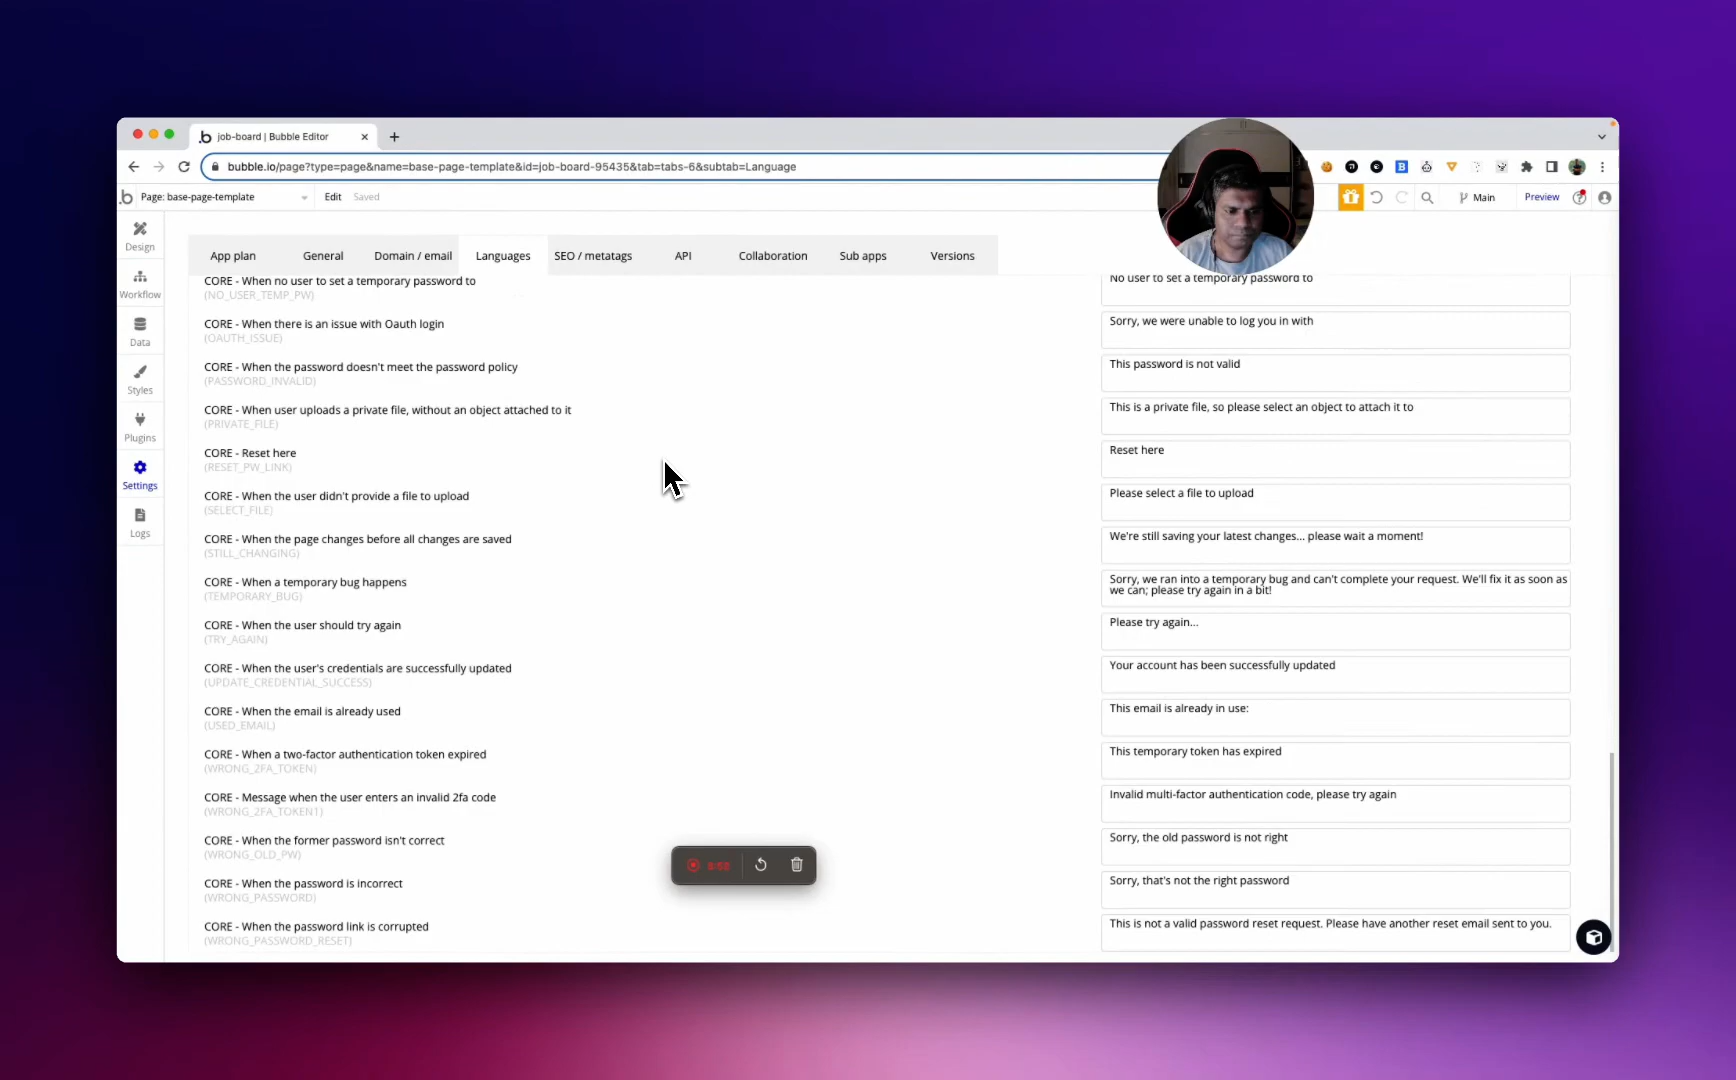 job-board | Bubble Editor
bubble.io/page?type=page&name=base-page-template&id=job-board-95435&tab=tabs-6&subtab=Language
Page: base-page-template
Edit
Saved
Main
Preview
Design
Workflow
Data
Styles
Plugins
Settings
Logs
App plan
General
Domain / email
Languages
SEO / metatags
API
Collaboration
Sub apps
Versions
CORE - When no user to set a temporary password to
(NO_USER_TEMP_PW)
No user to set a temporary password to
CORE - When there is an issue with Oauth login
(OAUTH_ISSUE)
Sorry, we were unable to log you in with
CORE - When the password doesn't meet the password policy
(PASSWORD_INVALID)
This password is not valid
CORE - When user uploads a private file, without an object attached to it
(PRIVATE_FILE)
This is a private file, so please select an object to attach it to
CORE - Reset here
(RESET_PW_LINK)
Reset here
CORE - When the user didn't provide a file to upload
(SELECT_FILE)
Please select a file to upload
CORE - When the page changes before all changes are saved
(STILL_CHANGING)
We're still saving your latest changes... please wait a moment!
CORE - When a temporary bug happens
(TEMPORARY_BUG)
Sorry, we ran into a temporary bug and can't complete your request. We'll fix it as soon as
we can; please try again in a bit!
CORE - When the user should try again
(TRY_AGAIN)
Please try again...
CORE - When the user's credentials are successfully updated
(UPDATE_CREDENTIAL_SUCCESS)
Your account has been successfully updated
CORE - When the email is already used
(USED_EMAIL)
This email is already in use:
CORE - When a two-factor authentication token expired
(WRONG_2FA_TOKEN)
This temporary token has expired
CORE - Message when the user enters an invalid 2fa code
(WRONG_2FA_TOKEN1)
Invalid multi-factor authentication code, please try again
CORE - When the former password isn't correct
(WRONG_OLD_PW)
Sorry, the old password is not right
CORE - When the password is incorrect
(WRONG_PASSWORD)
Sorry, that's not the right password
CORE - When the password link is corrupted
(WRONG_PASSWORD_RESET)
This is not a valid password reset request. Please have another reset email sent to you.